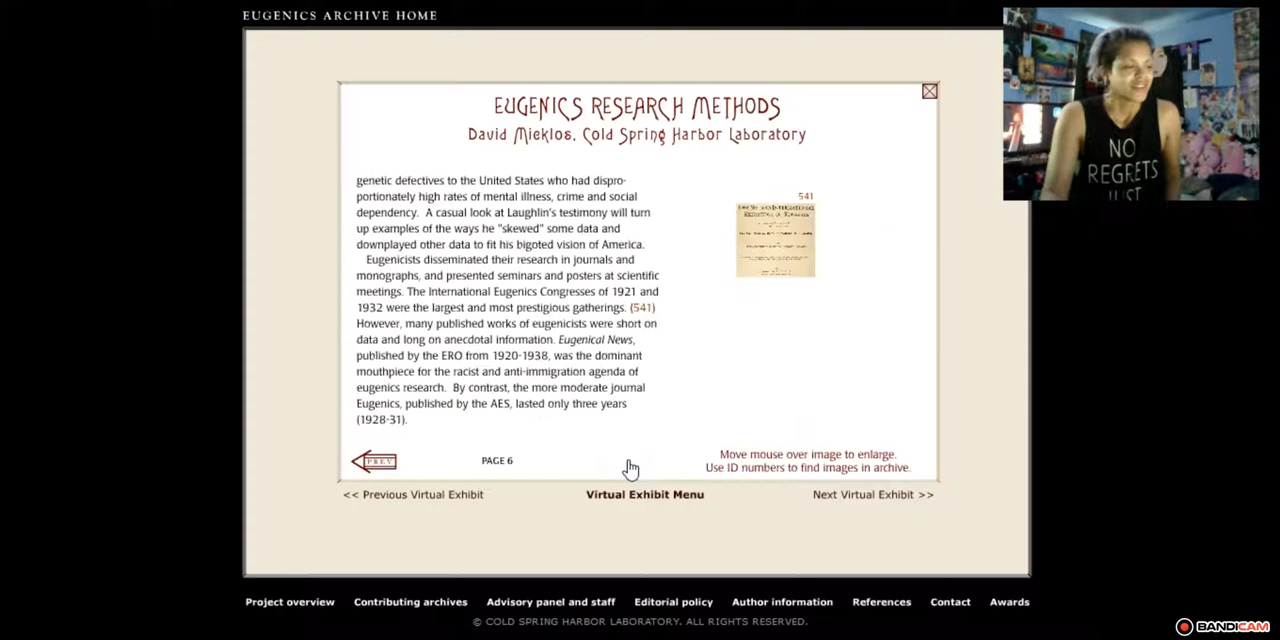 EUGENICS ARCHIVE HOME
EUGENICS RESEARCH METHODS
David Micklos, Cold Spring Harbor Laboratory
genetic defectives to the United States who had dispro-
portionately high rates of mental illness, crime and social
dependency. A casual look at Laughlin's testimony will turn
up examples of the ways he "skewed" some data and
downplayed other data to fit his bigoted vision of America.
Eugenicists disseminated their research in journals and
monographs, and presented seminars and posters at scientific
meetings. The International Eugenics Congresses of 1921 and
1932 were the largest and most prestigious gatherings. (541)
However, many published works of eugenicists were short on
data and long on anecdotal information. Eugenical News,
published by the ERO from 1920-1938, was the dominant
mouthpiece for the racist and anti-immigration agenda of
eugenics research. By contrast, the more moderate journal
Eugenics, published by the AES, lasted only three years
(1928-31).
541
PREV
PAGE 6
Move mouse over image to enlarge.
Use ID numbers to find images in archive.
<< Previous Virtual Exhibit
Virtual Exhibit Menu
Next Virtual Exhibit >>
Project overview
Contributing archives
Advisory panel and staff
Editorial policy
Author information
References
Contact
Awards
© COLD SPRING HARBOR LABORATORY. ALL RIGHTS RESERVED.
NO
REGRETS
JUST
BANDICAM